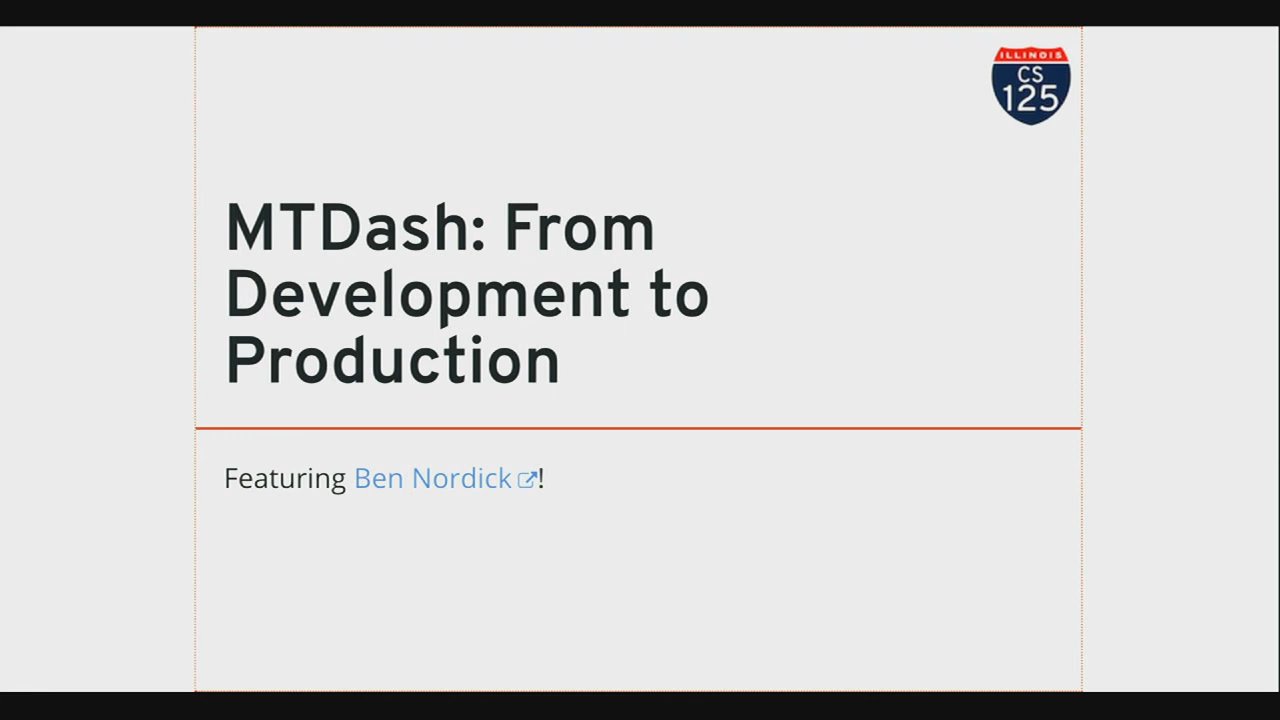 ILLINOIS
CS
125
MTDash: From
Development to
Production
Featuring Ben Nordick!